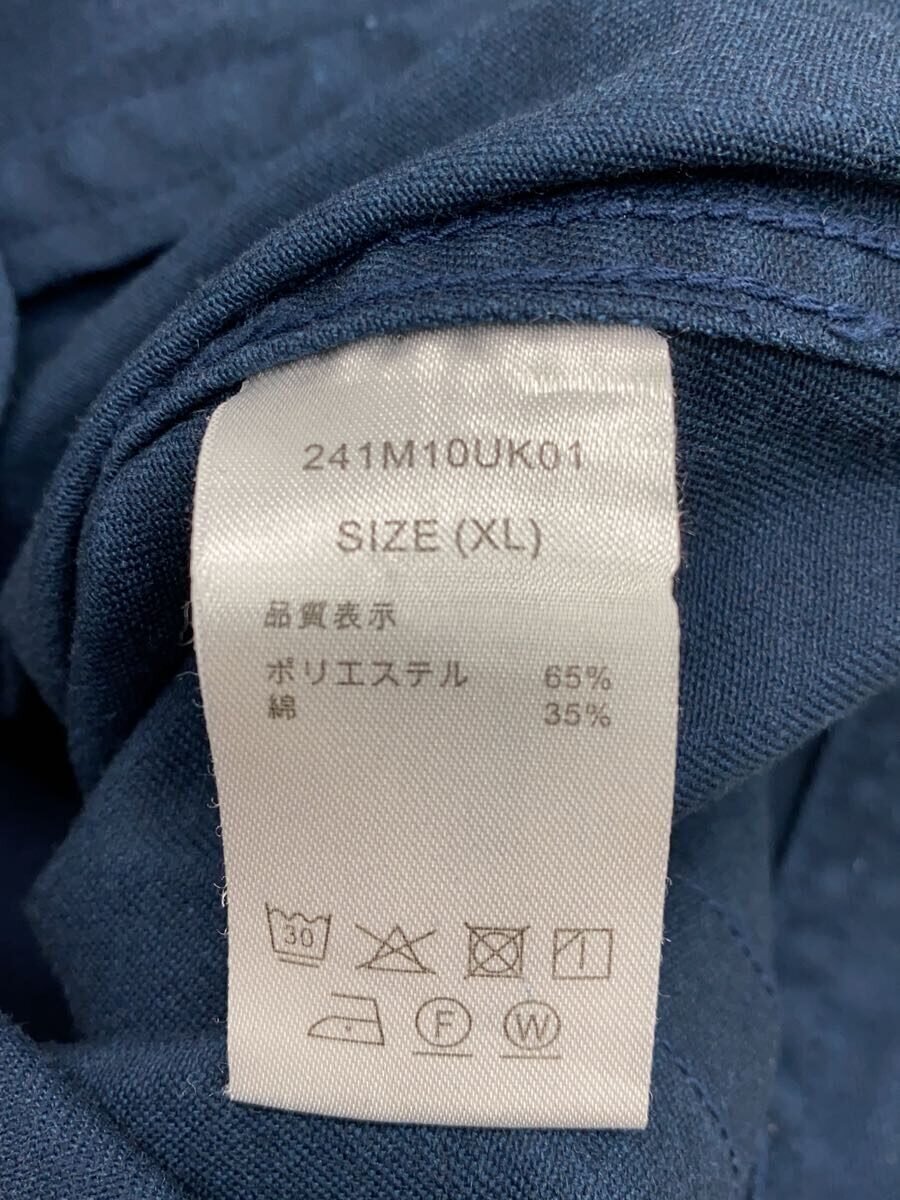 241M10UK01
SIZE (XL)
品質表示
ポリエステル 65%
綿 35%
30
F W